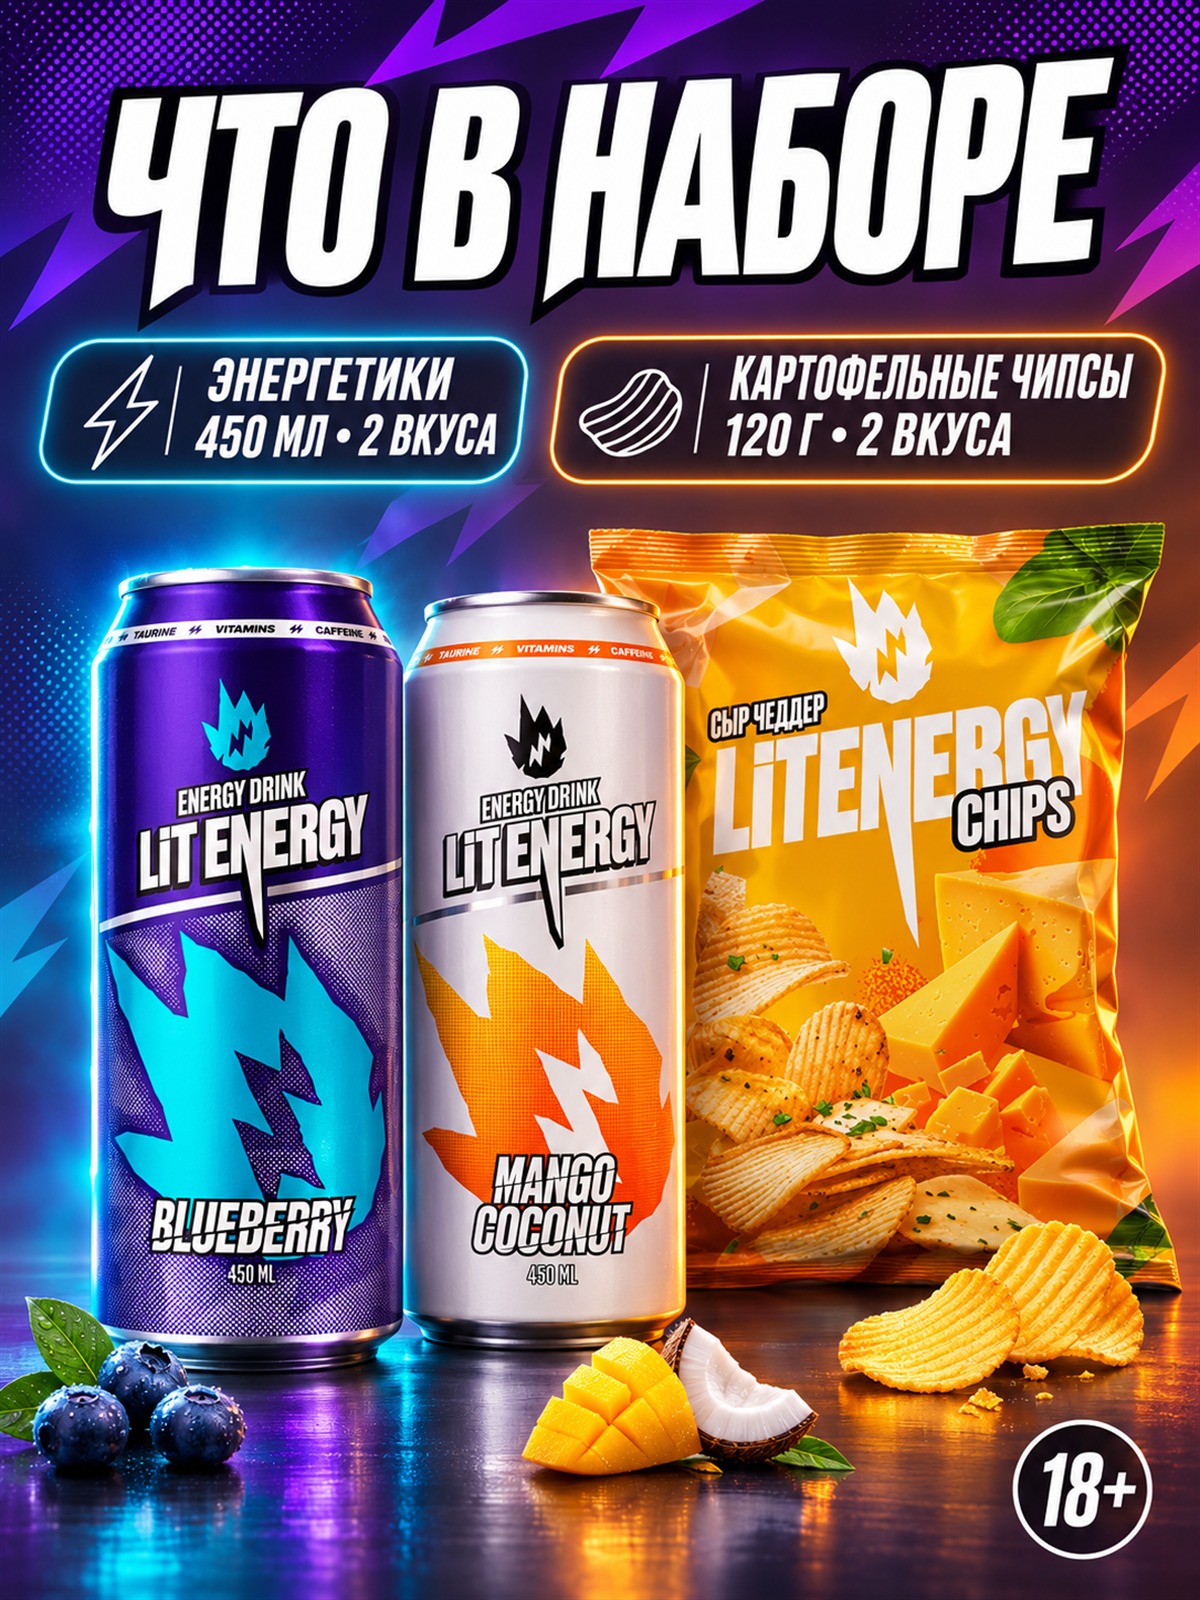 ЧТО В НАБОРЕ
ЭНЕРГЕТИКИ
450 МЛ • 2 ВКУСА
КАРТОФЕЛЬНЫЕ ЧИПСЫ
120 Г • 2 ВКУСА
TAURINE VITAMINS CAFFEINE
ENERGY DRINK
LIT ENERGY
BLUEBERRY
450 ML
TAURINE VITAMINS CAFFEINE
ENERGY DRINK
LIT ENERGY
MANGO
COCONUT
450 ML
СЫР ЧЕДДЕР
LITENERGY
CHIPS
18+